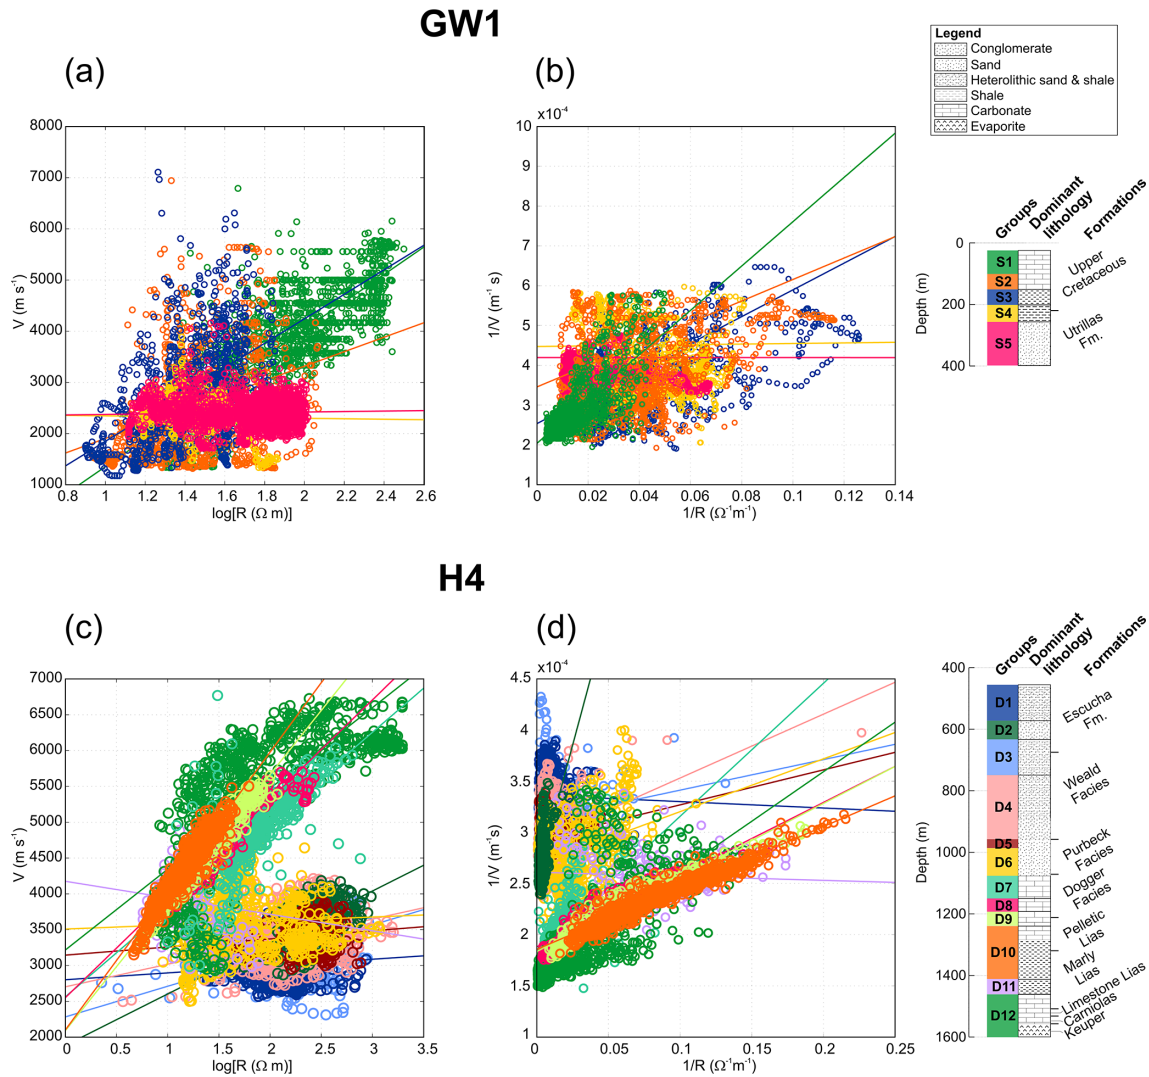 GW1
(a)
8000
7000
6000
5000
4000
3000
2000
1000
V (m s⁻¹)
0.8 1 1.2 1.4 1.6 1.8 2 2.2 2.4 2.6
log[R (Ω m)]
(b)
x10⁻⁴
10
9
8
7
6
5
4
3
2
1
1/V (m⁻¹ s)
0 0.02 0.04 0.06 0.08 0.1 0.12 0.14
1/R (Ω⁻¹m⁻¹)
Legend
Conglomerate
Sand
Heterolithic sand & shale
Shale
Carbonate
Evaporite
Groups
Dominant
lithology
Formations
Depth (m)
0
200
400
S1
S2
S3
S4
S5
Upper
Cretaceous
Utrillas
Fm.
H4
(c)
7000
6500
6000
5500
5000
4500
4000
3500
3000
2500
2000
V (m s⁻¹)
0 0.5 1 1.5 2 2.5 3 3.5
log[R (Ω m)]
(d)
x10⁻⁴
4.5
4
3.5
3
2.5
2
1.5
1
1/V (m⁻¹ s)
0 0.05 0.1 0.15 0.2 0.25
1/R (Ω⁻¹m⁻¹)
Groups
Dominant
lithology
Formations
Depth (m)
400
600
800
1000
1200
1400
1600
D1
D2
D3
D4
D5
D6
D7
D8
D9
D10
D11
D12
Escucha
Fm.
Weald
Facies
Purbeck
Facies
Dogger
Facies
Pelletic
Lias
Marly
Lias
Limestone Lias
Carniolas
Keuper